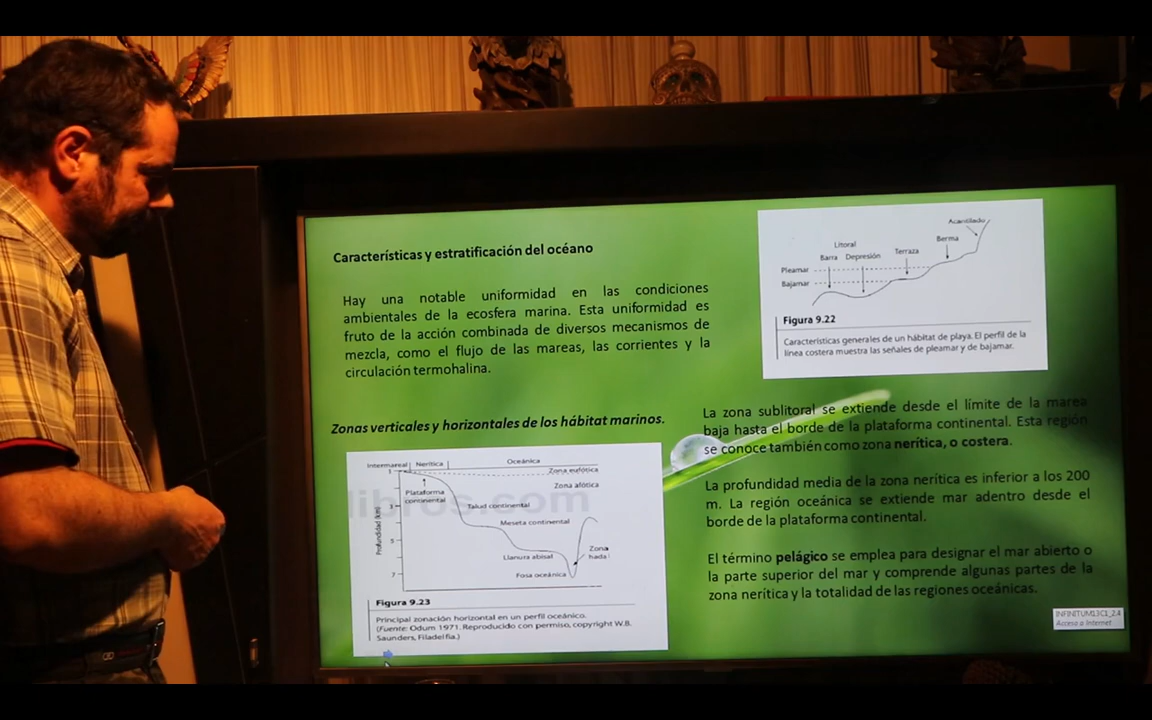 Características y estratificación del océano
Hay una notable uniformidad en las condiciones
ambientales de la ecosfera marina. Esta uniformidad es
fruto de la acción combinada de diversos mecanismos de
mezcla, como el flujo de las mareas, las corrientes y la
circulación termohalina.
Acantilado
Berma
Litoral
Barra Depresión Terraza
Pleamar
Bajamar
Figura 9.22
Características generales de un hábitat de playa. El perfil de la
línea costera muestra las señales de pleamar y de bajamar.
Zonas verticales y horizontales de los hábitat marinos.
Intermareal Nerítica Oceánica
1
Zona eufótica
Zona afótica
Plataforma
continental
libros.com
3
Talud continental
Meseta continental
Profundidad (km)
5
Llanura abisal
Zona
hadal
7
Fosa oceánica
Figura 9.23
Principal zonación horizontal en un perfil oceánico.
(Fuente: Odum 1971. Reproducido con permiso, copyright W.B.
Saunders, Filadelfia.)
La zona sublitoral se extiende desde el límite de la marea
baja hasta el borde de la plataforma continental. Esta región
se conoce también como zona nerítica, o costera.
La profundidad media de la zona nerítica es inferior a los 200
m. La región oceánica se extiende mar adentro desde el
borde de la plataforma continental.
El término pelágico se emplea para designar el mar abierto o
la parte superior del mar y comprende algunas partes de la
zona nerítica y la totalidad de las regiones oceánicas.
INFINITUM13C1_2.4
Acceso a Internet